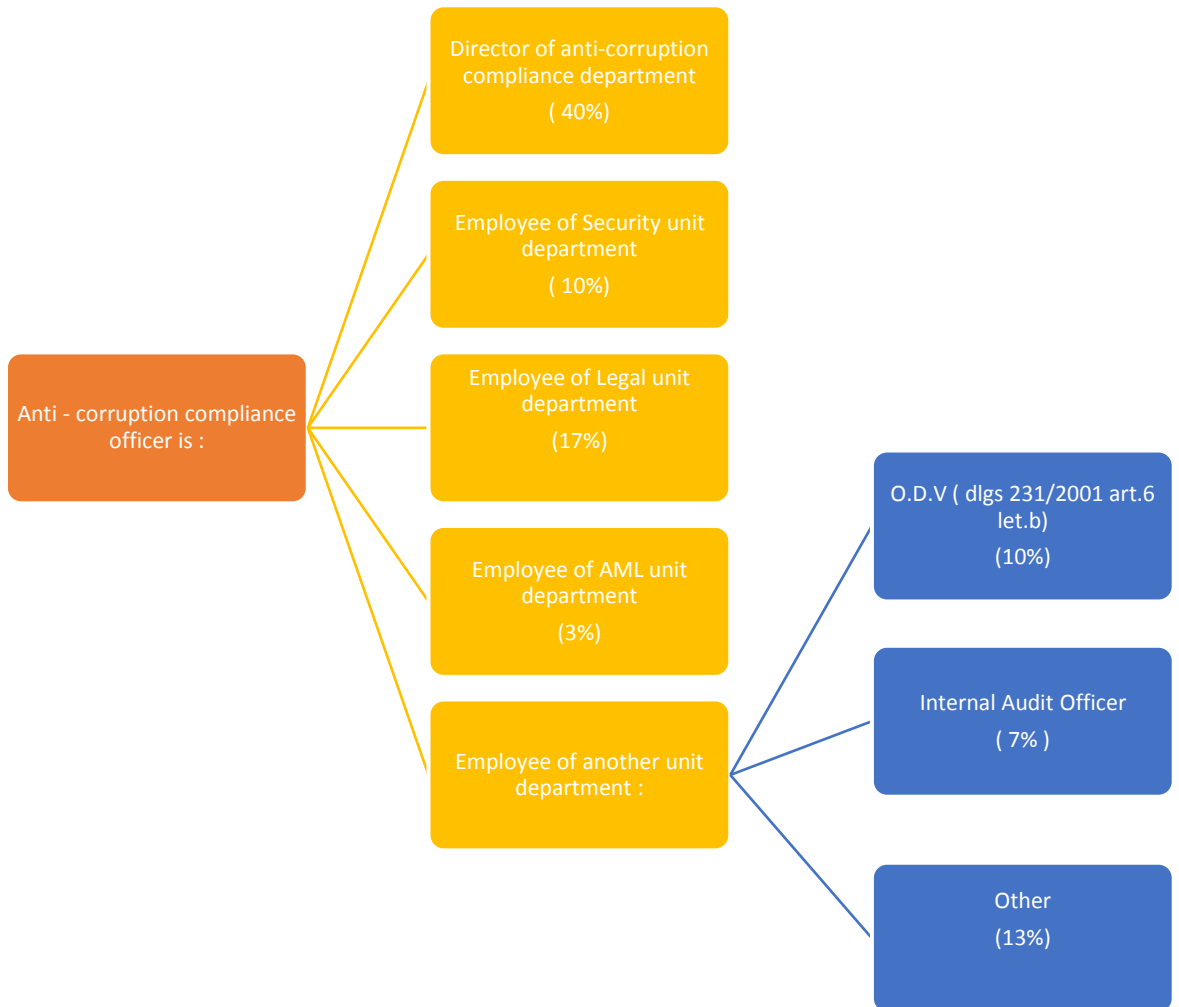 Director of anti-corruption
compliance department
( 40%)
Employee of Security unit
department
( 10%)
Employee of Legal unit
department
(17%)
Anti - corruption compliance
officer is :
Employee of AML unit
department
(3%)
Employee of another unit
department :
O.D.V ( dlgs 231/2001 art.6
let.b)
(10%)
Internal Audit Officer
( 7% )
Other
(13%)